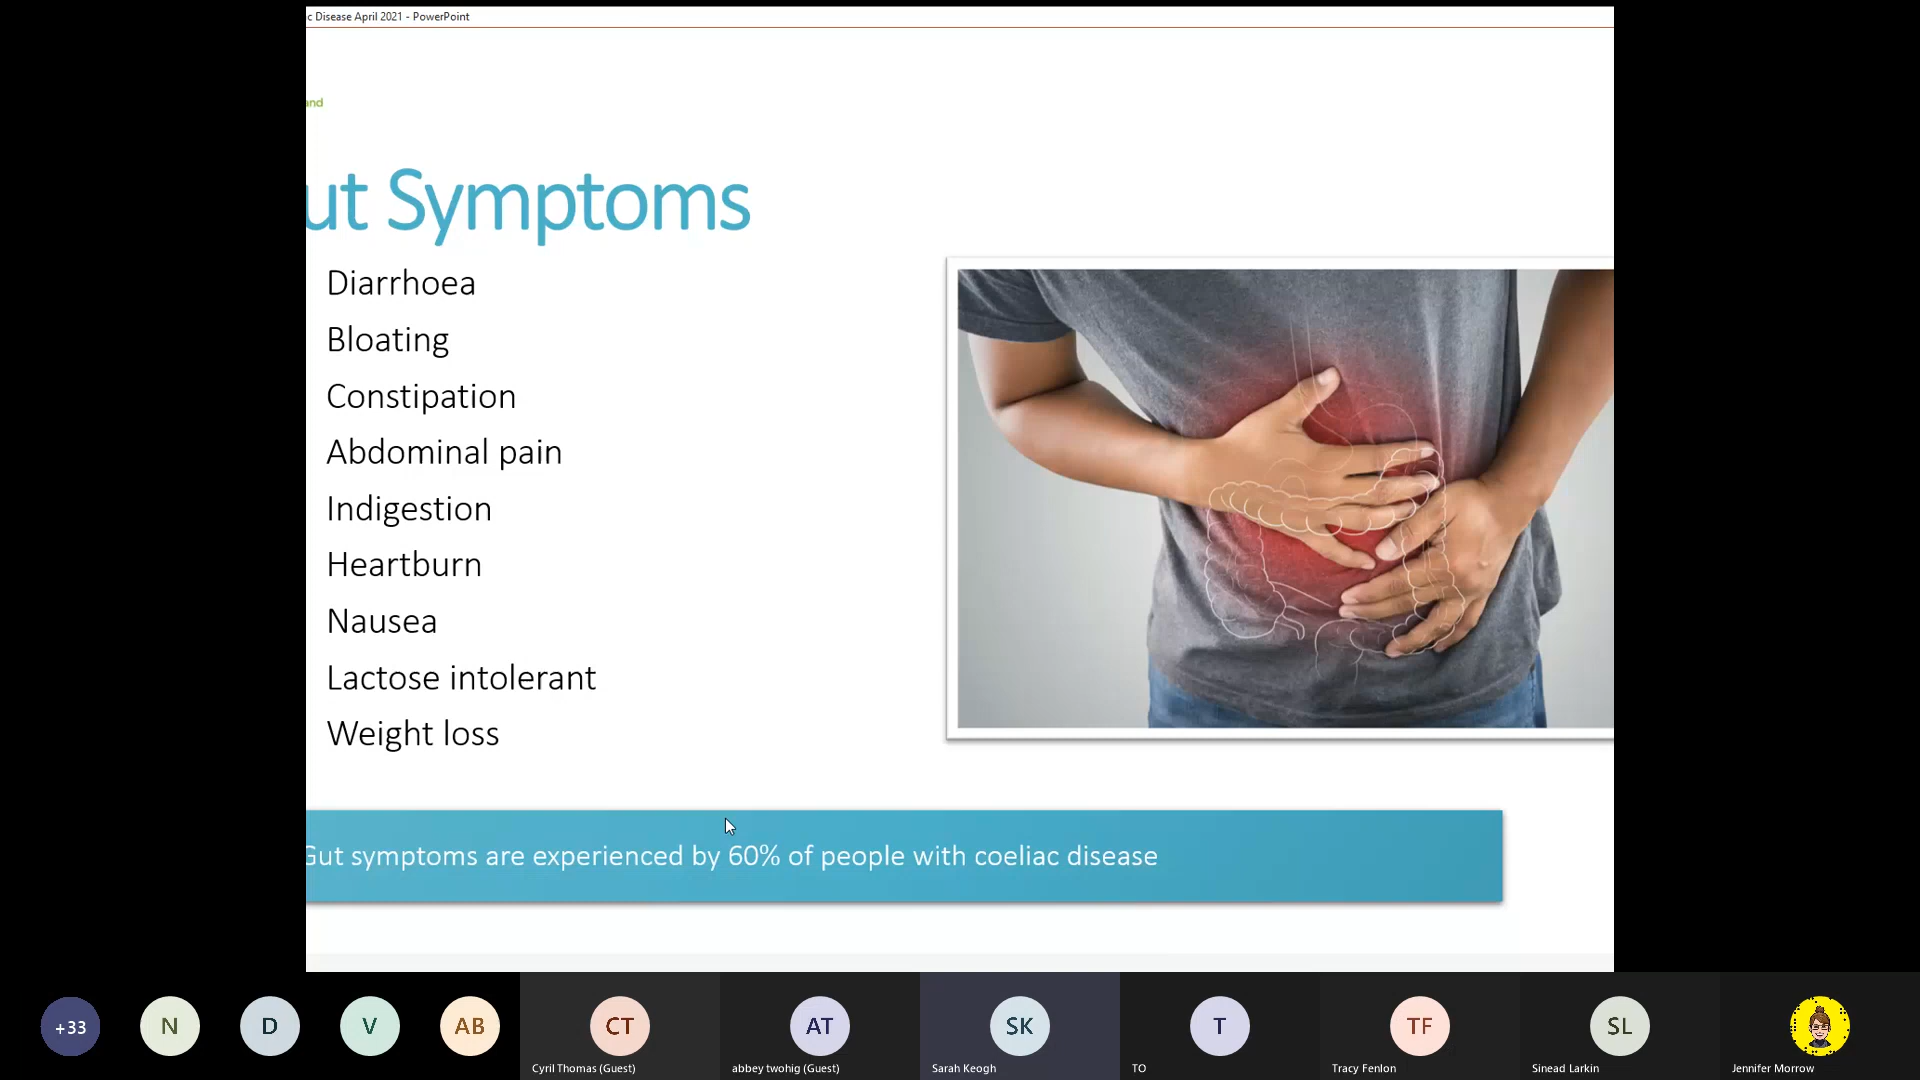 c Disease April 2021 - PowerPoint
and
ut Symptoms
Diarrhoea
Bloating
Constipation
Abdominal pain
Indigestion
Heartburn
Nausea
Lactose intolerant
Weight loss
Gut symptoms are experienced by 60% of people with coeliac disease
+33
N
D
V
AB
CT
AT
SK
T
TF
SL
Cyril Thomas (Guest)
abbey twohig (Guest)
Sarah Keogh
TO
Tracy Fenlon
Sinead Larkin
Jennifer Morrow